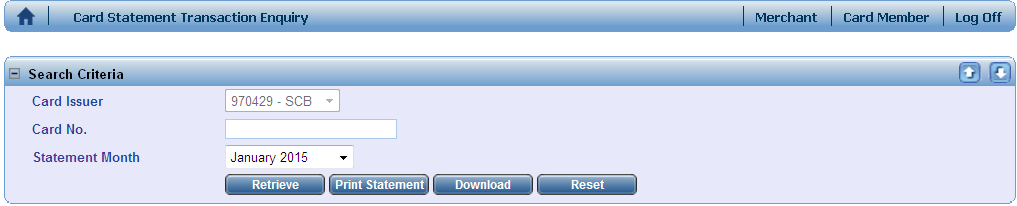 Card Statement Transaction Enquiry Merchant Card Member Log Off
Search Criteria
Card Issuer 970429 - SCB
Card No.
Statement Month January 2015
Retrieve Print Statement Download Reset